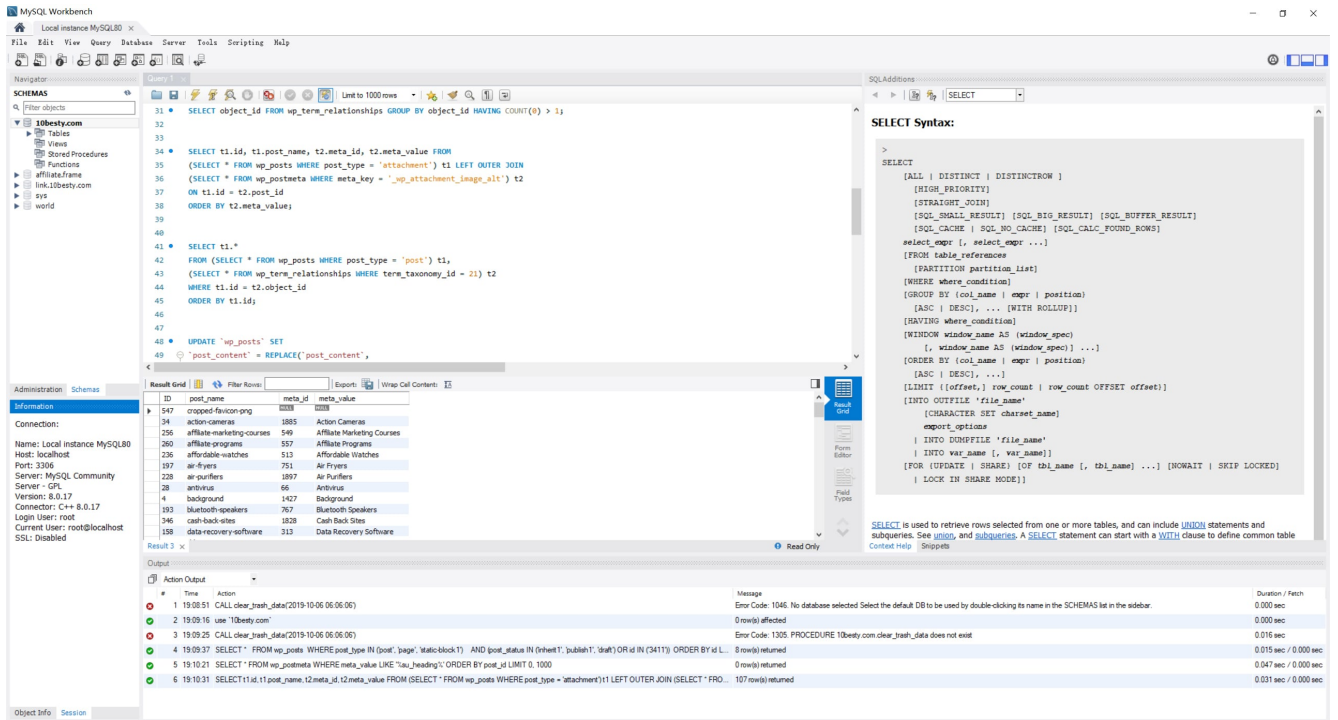 MySQL Workbench
Local instance MySQL80 ×
File Edit View Query Database Server Tools Scripting Help
Navigator
SCHEMAS
Filter objects
10besty.com
Tables
Views
Stored Procedures
Functions
affiliate.frame
link.10besty.com
sys
world
Administration Schemas
Information
Connection:
Name: Local instance MySQL80
Host: localhost
Port: 3306
Server: MySQL Community
Server - GPL
Version: 8.0.17
Connector: C++ 8.0.17
Login User: root
Current User: root@localhost
SSL: Disabled
Object Info Session
Query 1 ×
Limit to 1000 rows
31 SELECT object_id FROM wp_term_relationships GROUP BY object_id HAVING COUNT(0) > 1;
32
33
34 SELECT t1.id, t1.post_name, t2.meta_id, t2.meta_value FROM
35 (SELECT * FROM wp_posts WHERE post_type = 'attachment') t1 LEFT OUTER JOIN
36 (SELECT * FROM wp_postmeta WHERE meta_key = '_wp_attachment_image_alt') t2
37 ON t1.id = t2.post_id
38 ORDER BY t2.meta_value;
39
40
41 SELECT t1.*
42 FROM (SELECT * FROM wp_posts WHERE post_type = 'post') t1,
43 (SELECT * FROM wp_term_relationships WHERE term_taxonomy_id = 21) t2
44 WHERE t1.id = t2.object_id
45 ORDER BY t1.id;
46
47
48 UPDATE `wp_posts` SET
49 `post_content` = REPLACE(`post_content`,
Result Grid Filter Rows: Export: Wrap Cell Content:
ID post_name meta_id meta_value
547 cropped-favicon-png NULL NULL
34 action-cameras 1885 Action Cameras
256 affiliate-marketing-courses 549 Affiliate Marketing Courses
260 affiliate-programs 557 Affiliate Programs
236 affordable-watches 513 Affordable Watches
197 air-fryers 751 Air Fryers
228 air-purifiers 1897 Air Purifiers
28 antivirus 66 Antivirus
4 background 1427 Background
193 bluetooth-speakers 767 Bluetooth Speakers
346 cash-back-sites 1828 Cash Back Sites
158 data-recovery-software 313 Data Recovery Software
Result Grid
Form Editor
Field Types
Result 3 × Read Only
SQLAdditions
SELECT
SELECT Syntax:
>
SELECT
[ALL | DISTINCT | DISTINCTROW ]
[HIGH_PRIORITY]
[STRAIGHT_JOIN]
[SQL_SMALL_RESULT] [SQL_BIG_RESULT] [SQL_BUFFER_RESULT]
[SQL_CACHE | SQL_NO_CACHE] [SQL_CALC_FOUND_ROWS]
select_expr [, select_expr ...]
[FROM table_references
[PARTITION partition_list]
[WHERE where_condition]
[GROUP BY {col_name | expr | position}
[ASC | DESC], ... [WITH ROLLUP]]
[HAVING where_condition]
[WINDOW window_name AS (window_spec)
[, window_name AS (window_spec)] ...]
[ORDER BY {col_name | expr | position}
[ASC | DESC], ...]
[LIMIT {[offset,] row_count | row_count OFFSET offset}]
[INTO OUTFILE 'file_name'
[CHARACTER SET charset_name]
export_options
| INTO DUMPFILE 'file_name'
| INTO var_name [, var_name]]
[FOR {UPDATE | SHARE} [OF tbl_name [, tbl_name] ...] [NOWAIT | SKIP LOCKED]
| LOCK IN SHARE MODE]]
SELECT is used to retrieve rows selected from one or more tables, and can include UNION statements and
subqueries. See union, and subqueries. A SELECT statement can start with a WITH clause to define common table
Context Help Snippets
Output
Action Output
# Time Action Message Duration / Fetch
1 19:08:51 CALL clear_trash_data('2019-10-06 06:06:06') Error Code: 1046. No database selected Select the default DB to be used by double-clicking its name in the SCHEMAS list in the sidebar. 0.000 sec
2 19:09:16 use `10besty.com` 0 row(s) affected 0.000 sec
3 19:09:25 CALL clear_trash_data('2019-10-06 06:06:06') Error Code: 1305. PROCEDURE 10besty.com.clear_trash_data does not exist 0.016 sec
4 19:09:37 SELECT * FROM wp_posts WHERE post_type IN ('post', 'page', 'static-block1') AND (post_status IN ('inherit1', 'publish1', 'draft') OR id IN ('3411')) ORDER BY id L... 8 row(s) returned 0.015 sec / 0.000 sec
5 19:10:21 SELECT * FROM wp_postmeta WHERE meta_value LIKE '%au_heading%' ORDER BY post_id LIMIT 0, 1000 0 row(s) returned 0.047 sec / 0.000 sec
6 19:10:31 SELECT t1.id, t1.post_name, t2.meta_id, t2.meta_value FROM (SELECT * FROM wp_posts WHERE post_type = 'attachment') t1 LEFT OUTER JOIN (SELECT * FRO... 107 row(s) returned 0.031 sec / 0.000 sec